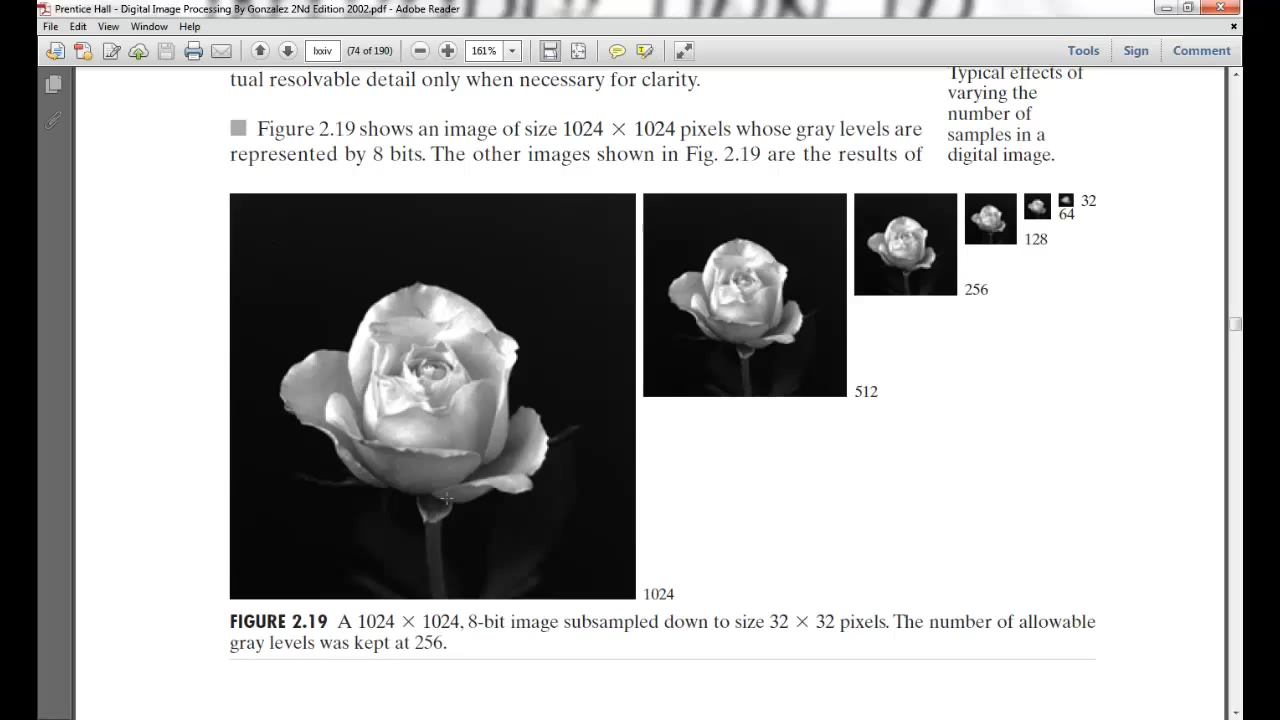 Prentice Hall - Digital Image Processing By Gonzalez 2Nd Edition 2002.pdf - Adobe Reader
File Edit View Window Help
lxxiv (74 of 190) 161% Tools Sign Comment
tual resolvable detail only when necessary for clarity.
Figure 2.19 shows an image of size 1024 × 1024 pixels whose gray levels are
represented by 8 bits. The other images shown in Fig. 2.19 are the results of
Typical effects of
varying the
number of
samples in a
digital image.
32
64
128
256
512
1024
FIGURE 2.19 A 1024 × 1024, 8-bit image subsampled down to size 32 × 32 pixels. The number of allowable
gray levels was kept at 256.